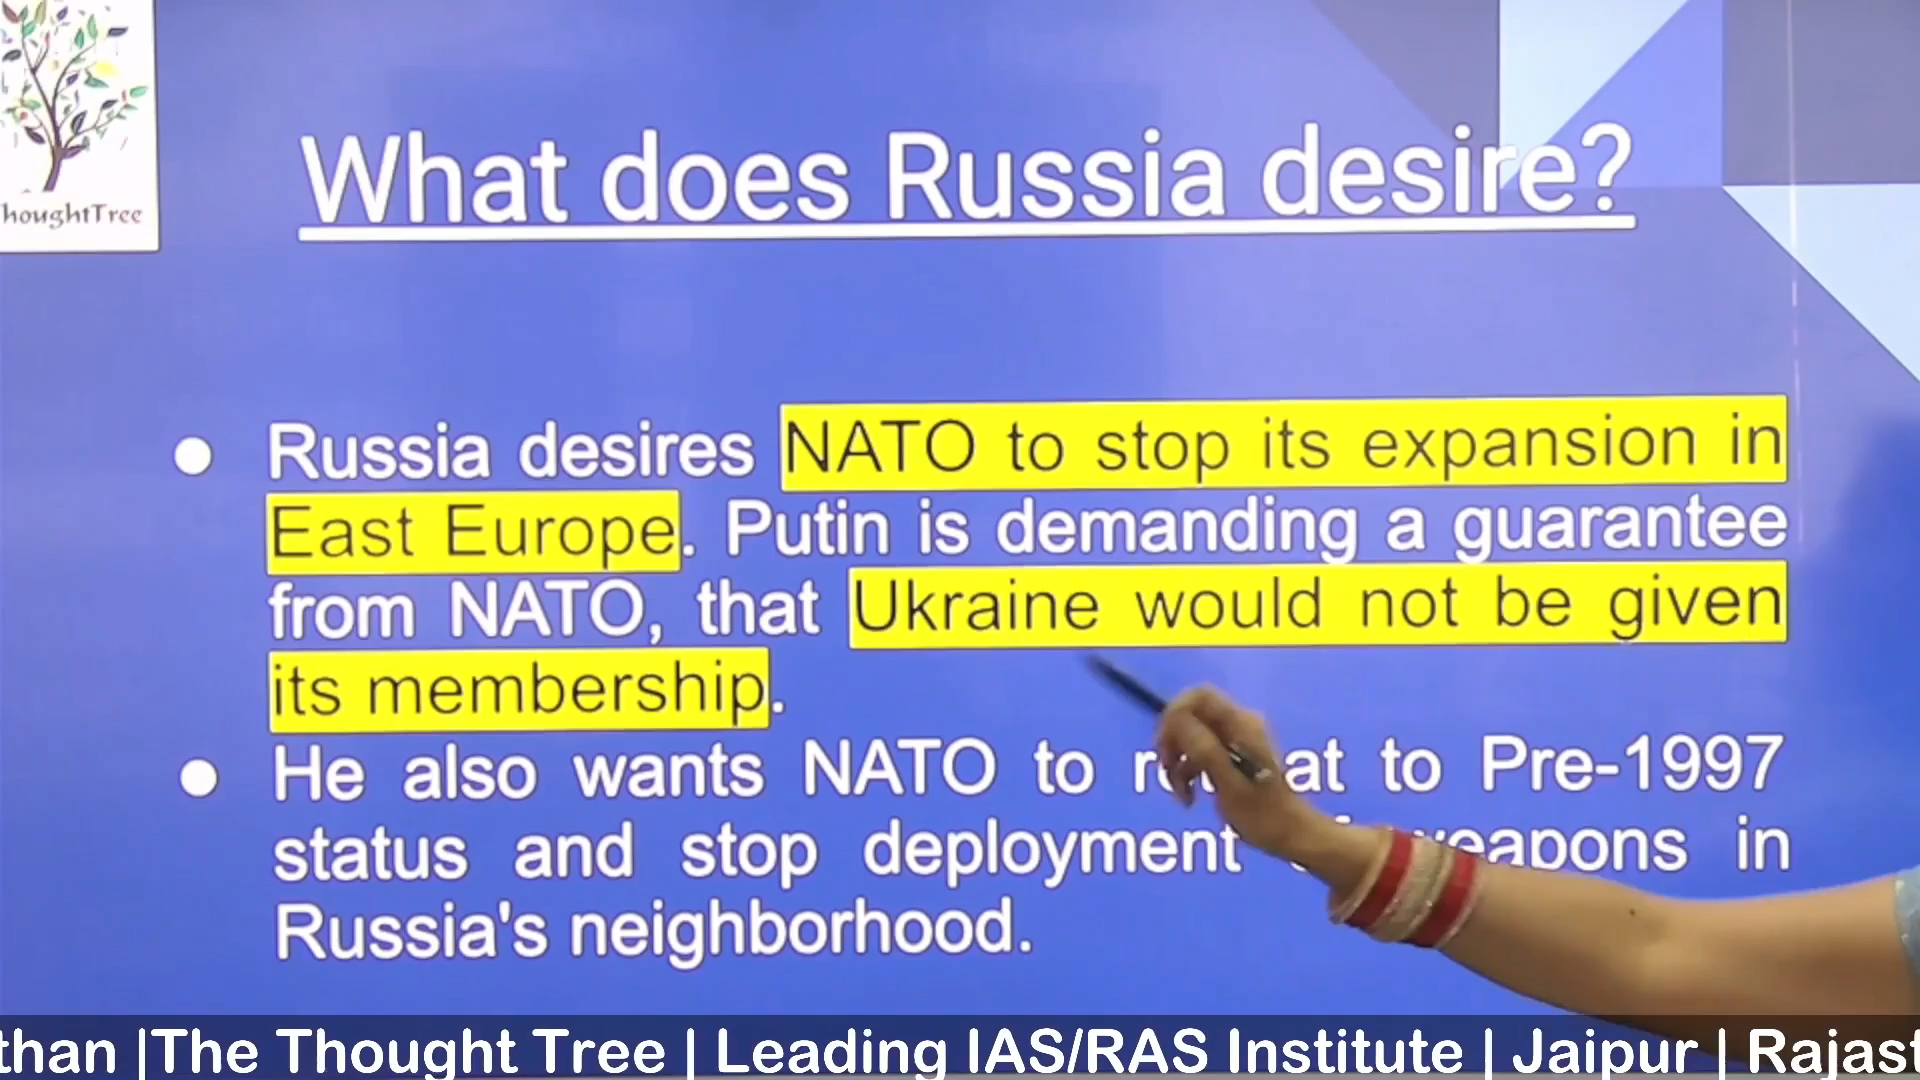 houghtTree
What does Russia desire?
Russia desires NATO to stop its expansion in
East Europe. Putin is demanding a guarantee
from NATO, that Ukraine would not be given
its membership.
He also wants NATO to at to Pre-1997
status and stop deployment weapons in
Russia's neighborhood.
than |The Thought Tree | Leading IAS/RAS Institute | Jaipur | Rajast